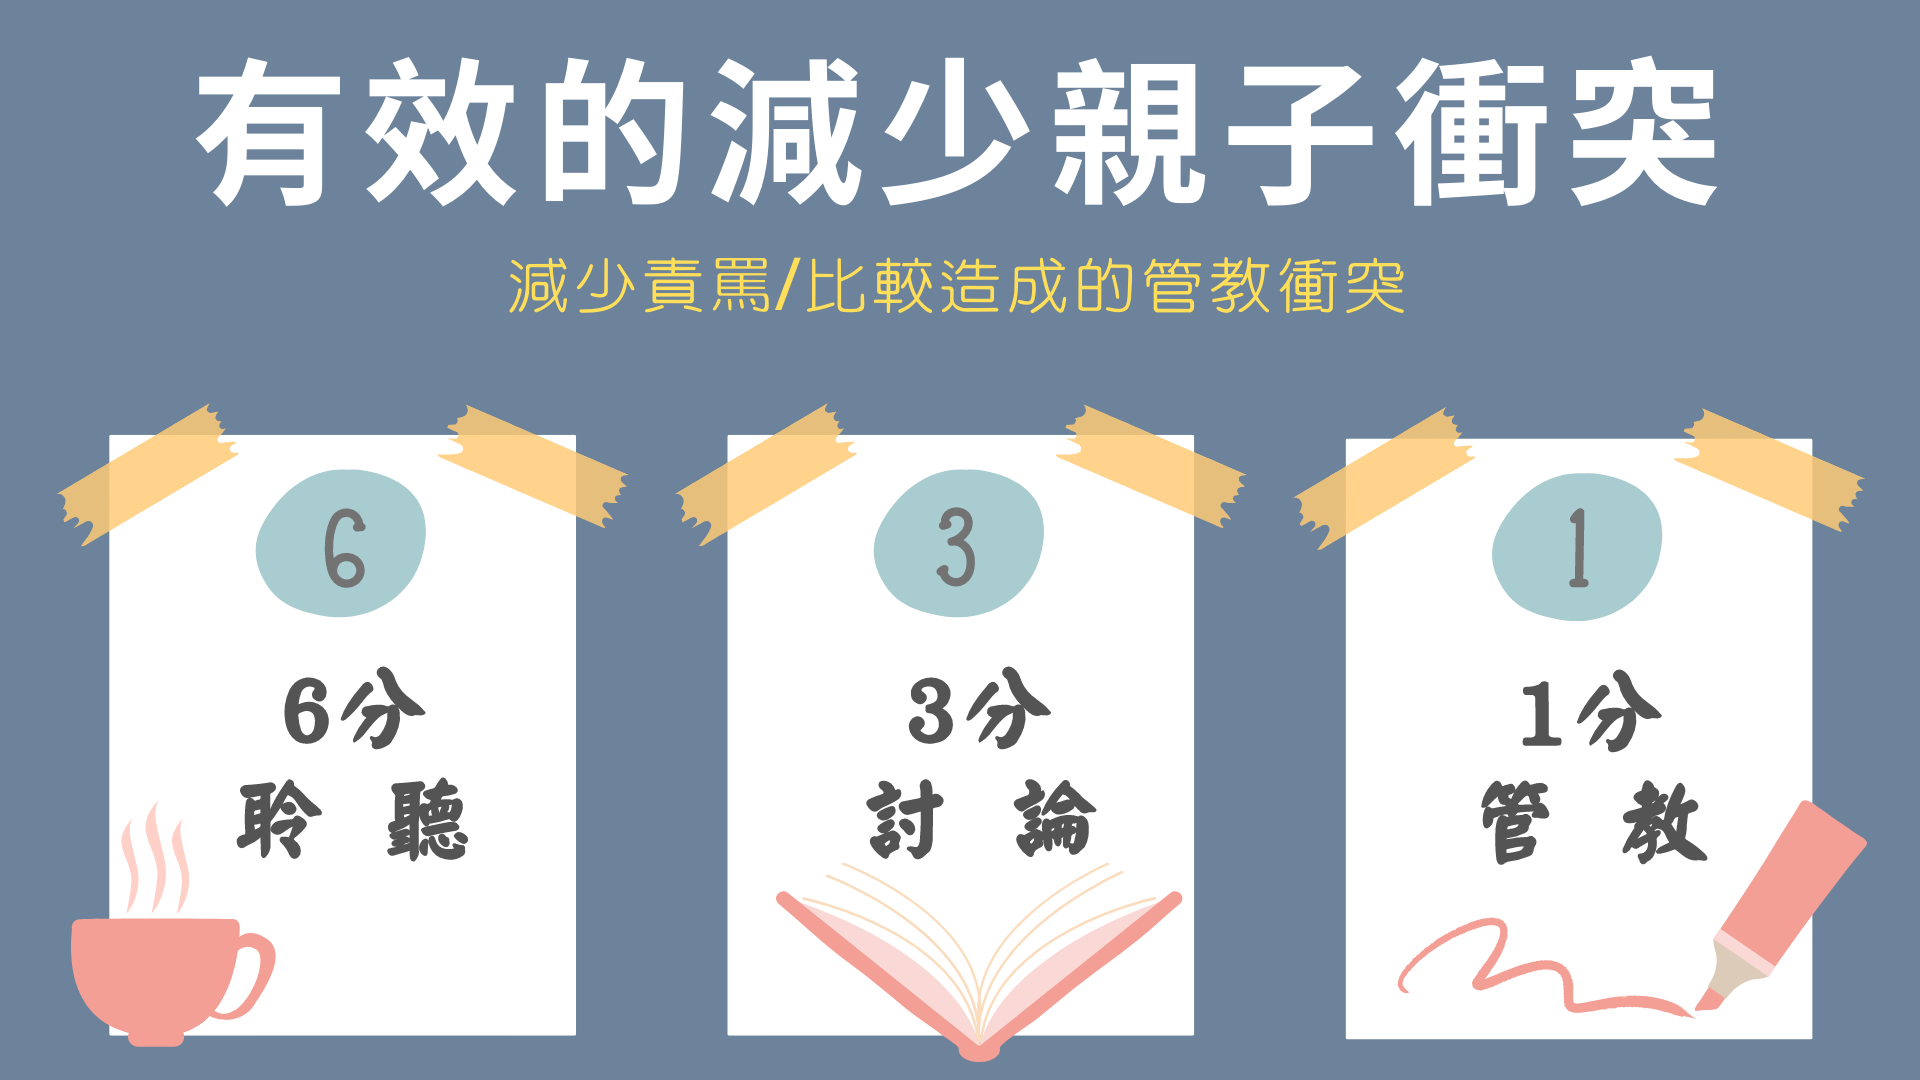 有效的減少親子衝突
減少責罵/比較造成的管教衝突
6
6分
聆 聽
3
3分
討 論
1
1分
管 教